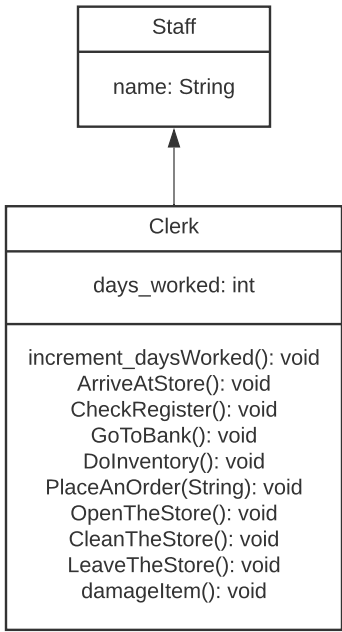 Staff
name: String
Clerk
days_worked: int
increment_daysWorked(): void
ArriveAtStore(): void
CheckRegister(): void
GoToBank(): void
DoInventory(): void
PlaceAnOrder(String): void
OpenTheStore(): void
CleanTheStore(): void
LeaveTheStore(): void
damageItem(): void